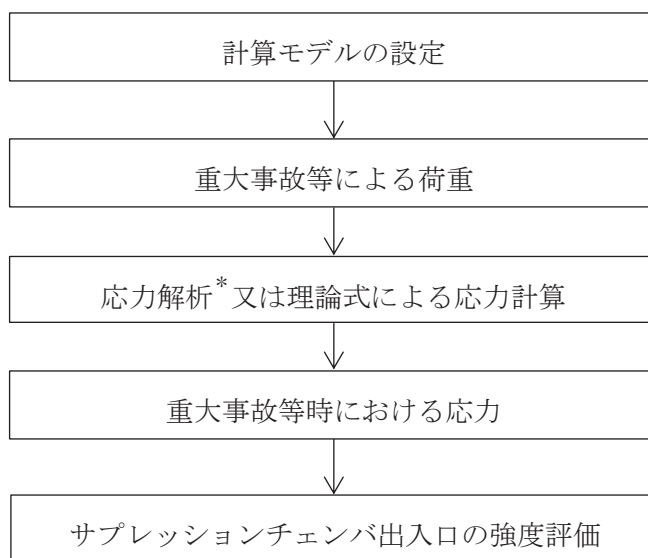 計算モデルの設定
重大事故等による荷重
応力解析*又は理論式による応力計算
重大事故等時における応力
サプレッションチェンバ出入口の強度評価